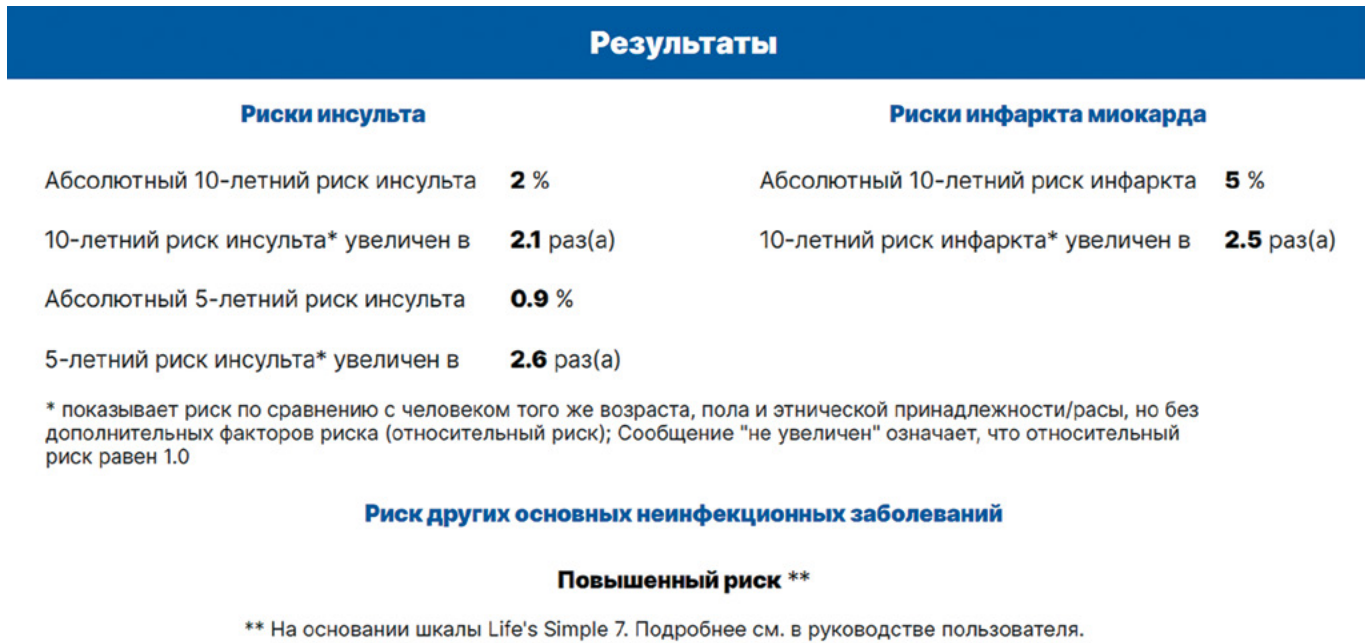 Результаты
Риски инсульта
Абсолютный 10-летний риск инсульта 2 %
10-летний риск инсульта* увеличен в 2.1 раз(а)
Абсолютный 5-летний риск инсульта 0.9 %
5-летний риск инсульта* увеличен в 2.6 раз(а)
Риски инфаркта миокарда
Абсолютный 10-летний риск инфаркта 5 %
10-летний риск инфаркта* увеличен в 2.5 раз(а)
* показывает риск по сравнению с человеком того же возраста, пола и этнической принадлежности/расы, но без
дополнительных факторов риска (относительный риск); Сообщение "не увеличен" означает, что относительный
риск равен 1.0
Риск других основных неинфекционных заболеваний
Повышенный риск **
** На основании шкалы Life's Simple 7. Подробнее см. в руководстве пользователя.